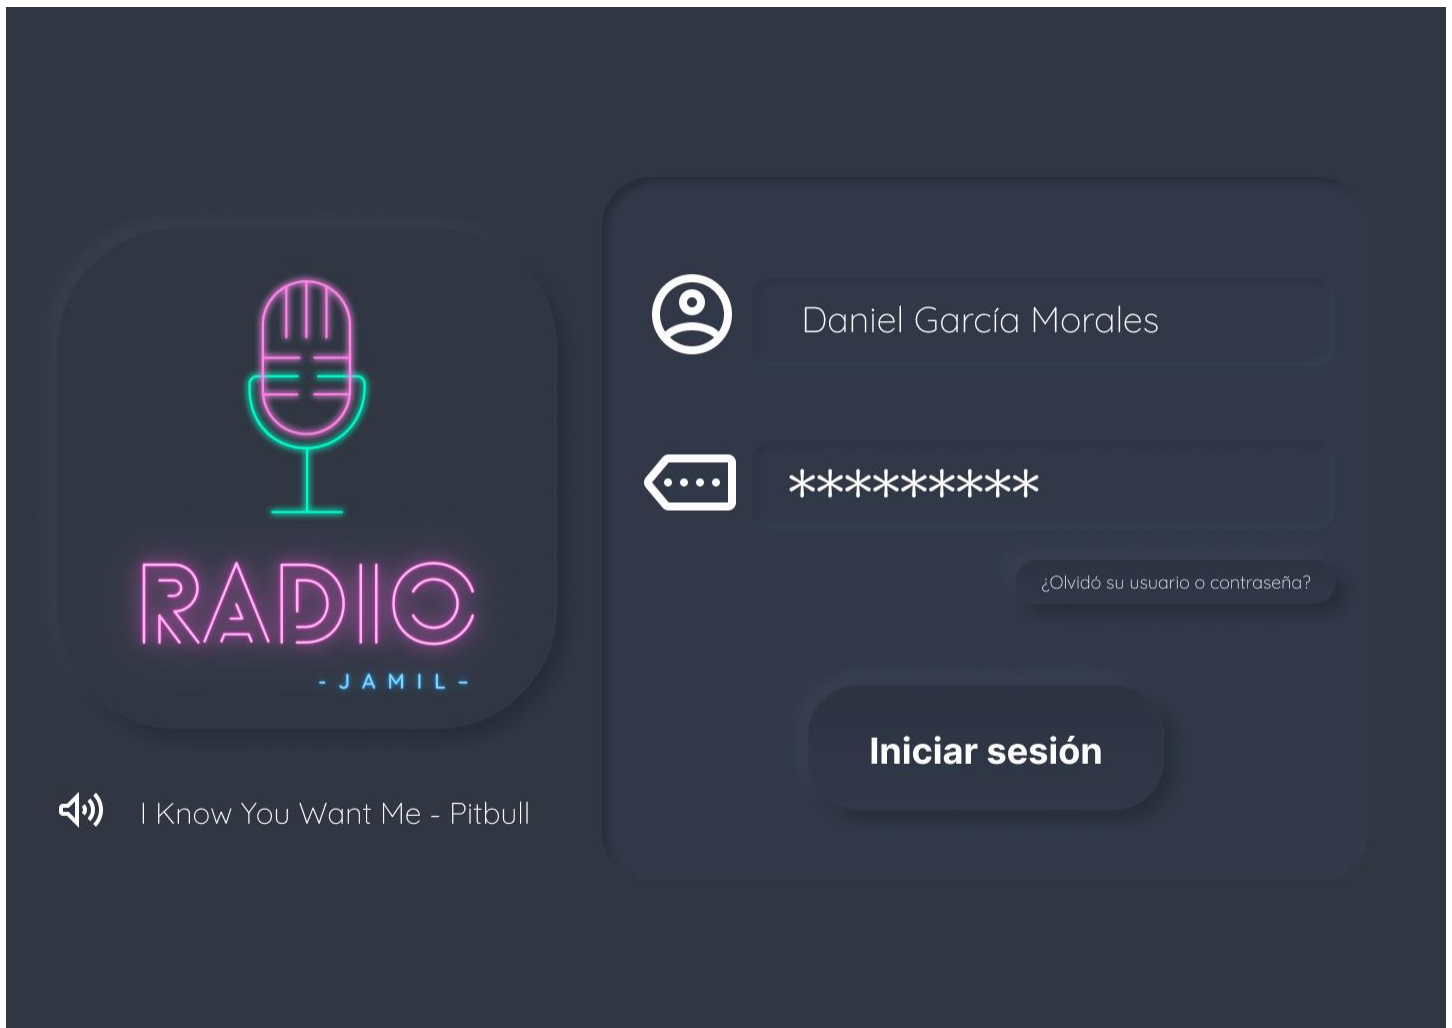 RADIO
- JAMIL -
I Know You Want Me - Pitbull
Daniel García Morales
*********
¿Olvidó su usuario o contraseña?
Iniciar sesión